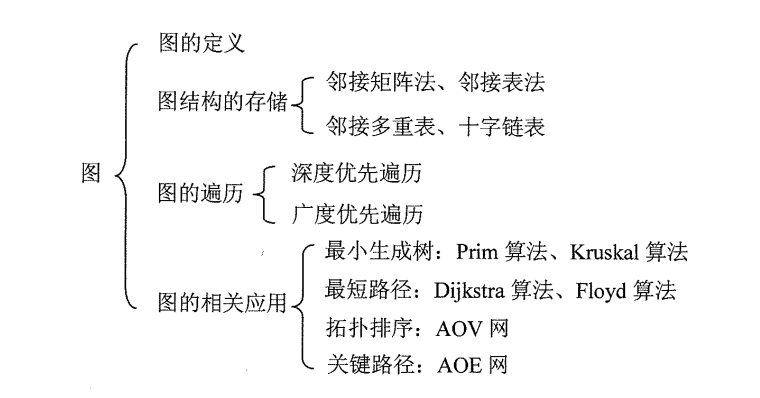 图的定义
图结构的存储
邻接矩阵法、邻接表法
邻接多重表、十字链表
图
图的遍历
深度优先遍历
广度优先遍历
图的相关应用
最小生成树：Prim 算法、Kruskal 算法
最短路径：Dijkstra 算法、Floyd 算法
拓扑排序：AOV 网
关键路径：AOE 网